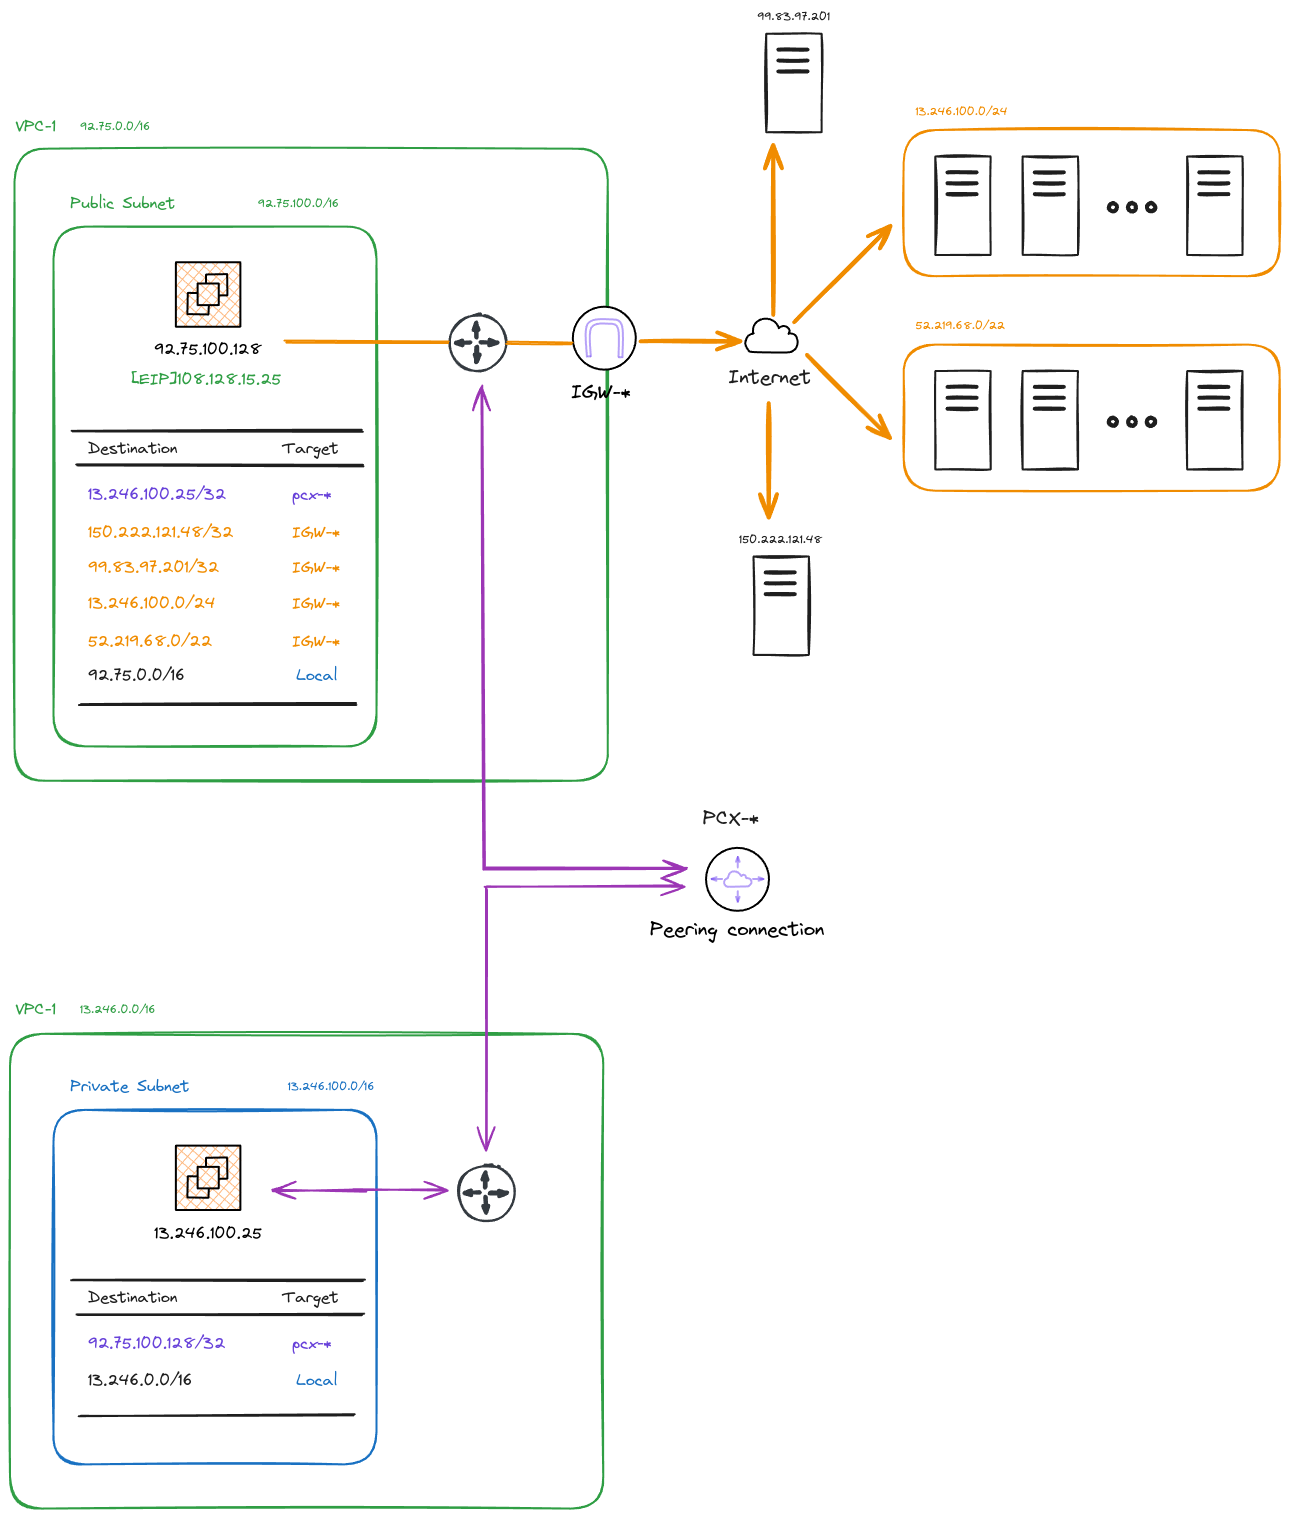 99.83.97.201
13.246.100.0/24
VPC-1 92.75.0.0/16
Public Subnet 92.75.100.0/16
92.75.100.128
[EIP]108.128.15.25
IGW-*
Internet
52.219.68.0/22
Destination Target
13.246.100.25/32 pcx-*
150.222.121.48/32 IGW-*
99.83.97.201/32 IGW-*
13.246.100.0/24 IGW-*
52.219.68.0/22 IGW-*
92.75.0.0/16 Local
150.222.121.48
PCX-*
Peering connection
VPC-1 13.246.0.0/16
Private Subnet 13.246.100.0/16
13.246.100.25
Destination Target
92.75.100.128/32 pcx-*
13.246.0.0/16 Local